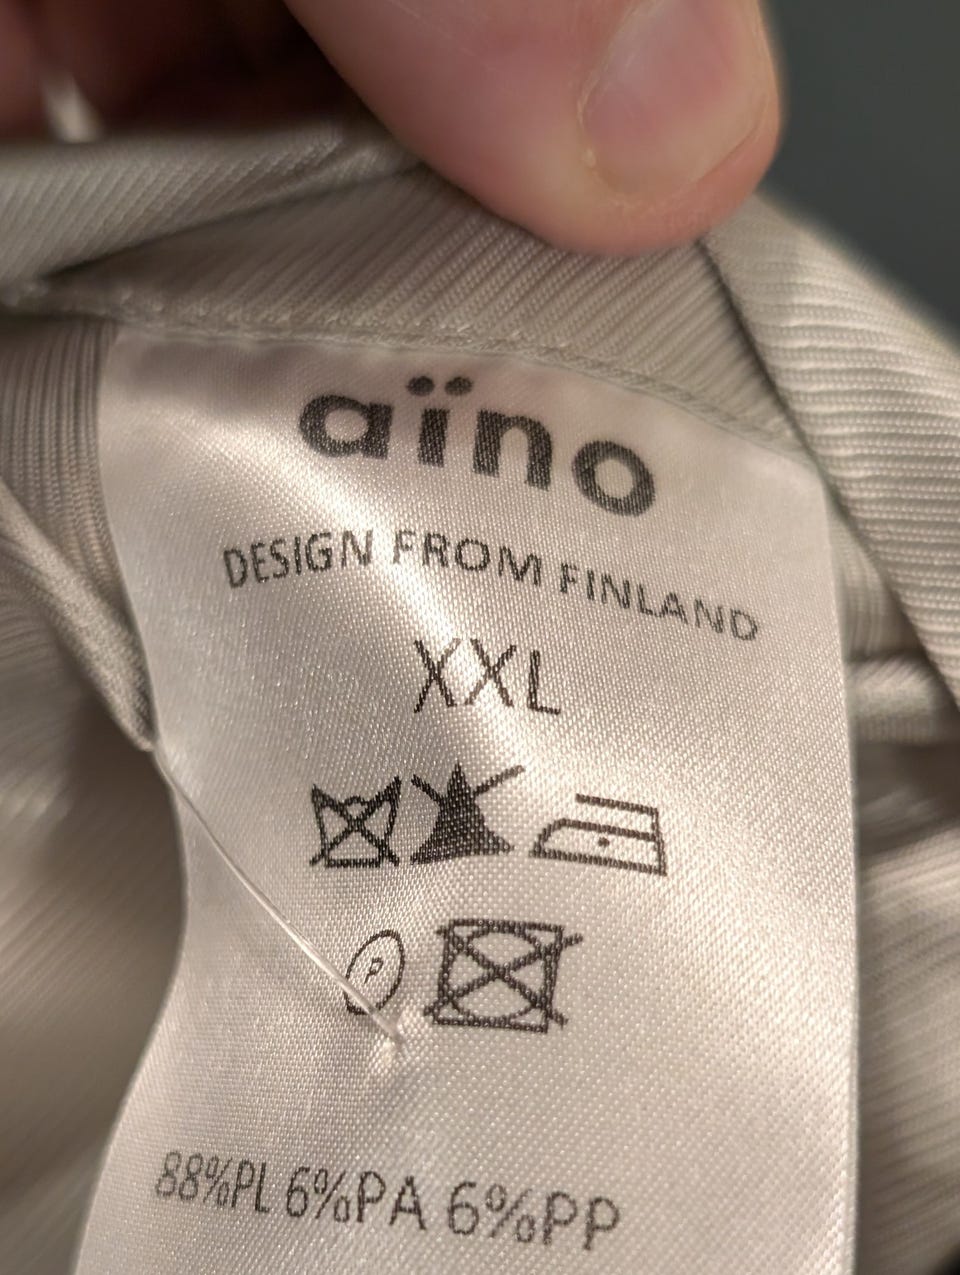 aïno
DESIGN FROM FINLAND
XXL
P
88%PL 6%PA 6%PP